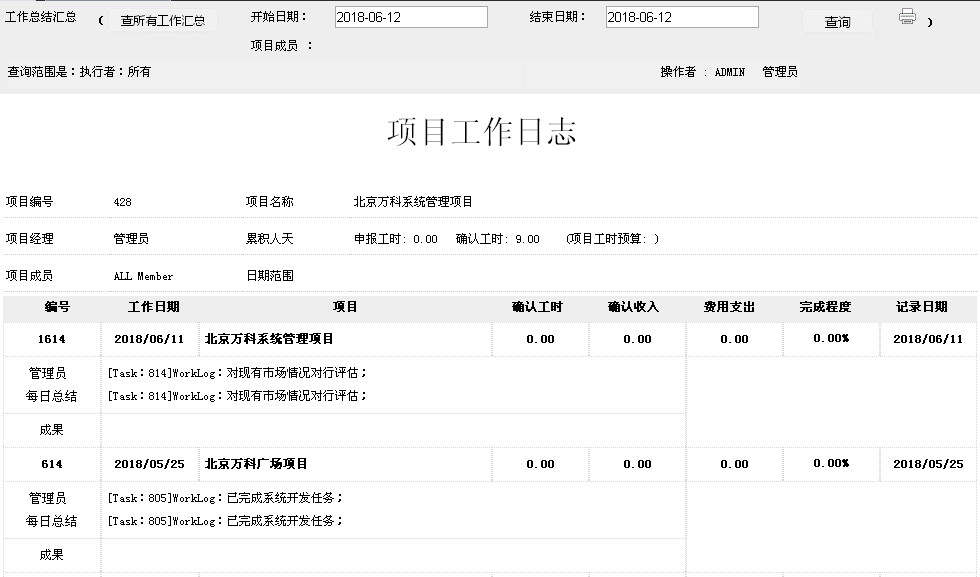 工作总结汇总 ( 查所有工作汇总 开始日期： 2018-06-12 结束日期： 2018-06-12 查询 )
项目成员 ：
查询范围是：执行者：所有 操作者 : ADMIN 管理员
项目工作日志
项目编号 428 项目名称 北京万科系统管理项目
项目经理 管理员 累积人天 申报工时: 0.00 确认工时: 9.00 (项目工时预算: )
项目成员 ALL Member 日期范围
编号 工作日期 项目 确认工时 确认收入 费用支出 完成程度 记录日期
1614 2018/06/11 北京万科系统管理项目 0.00 0.00 0.00 0.00% 2018/06/11
管理员 [Task：814]WorkLog：对现有市场情况对行评估；
每日总结 [Task：814]WorkLog：对现有市场情况对行评估；
成果
614 2018/05/25 北京万科广场项目 0.00 0.00 0.00 0.00% 2018/05/25
管理员 [Task：805]WorkLog：已完成系统开发任务；
每日总结 [Task：805]WorkLog：已完成系统开发任务；
成果